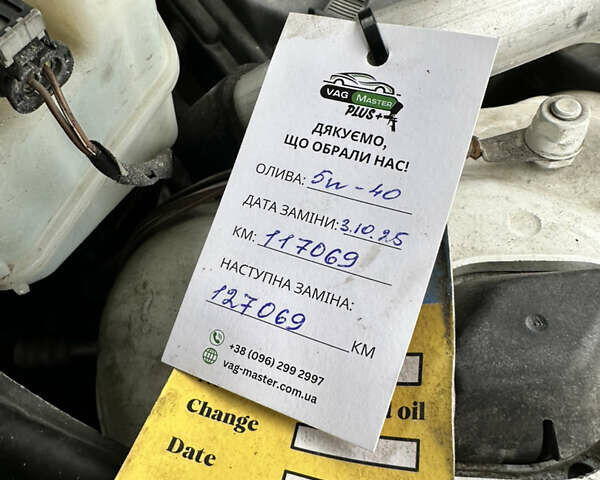 VAG MASTER
PLUS+
ДЯКУЄМО,
ЩО ОБРАЛИ НАС!
ОЛИВА: 5w-40
ДАТА ЗАМІНИ: 3.10.25
КМ: 117069
НАСТУПНА ЗАМІНА:
127069 КМ
+38 (096) 299 2997
vag-master.com.ua
Change oil
Date